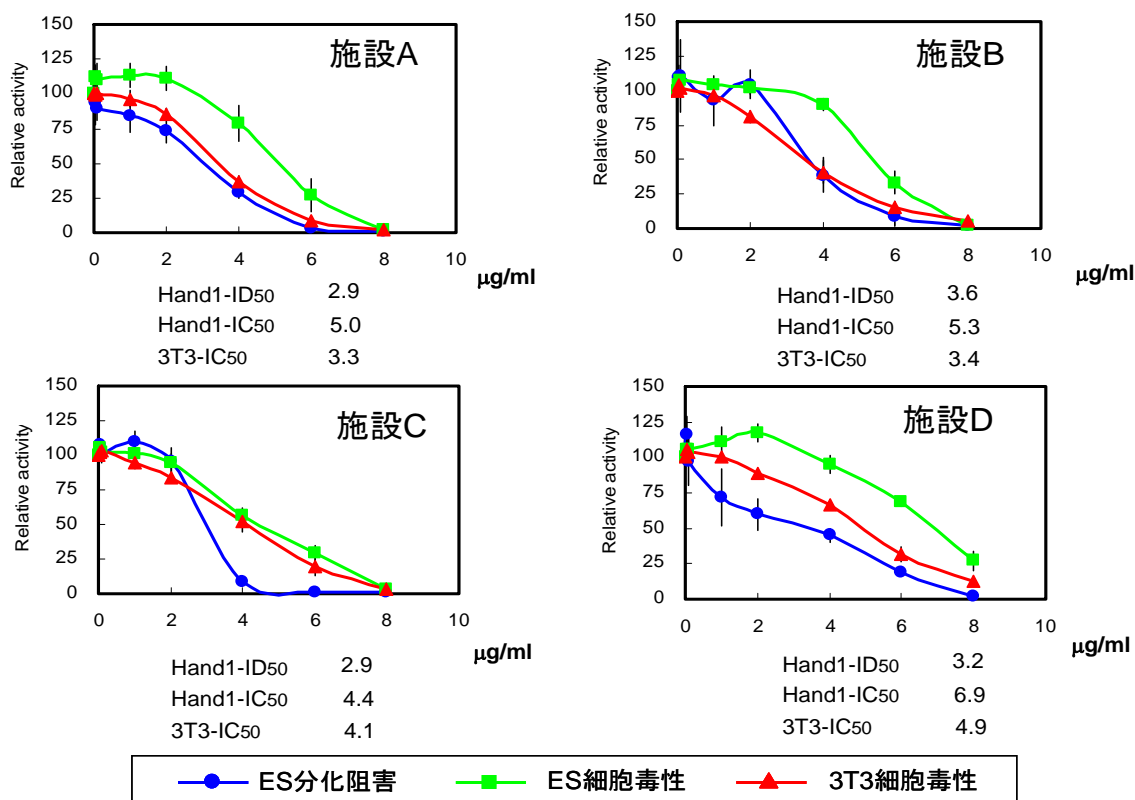 施設A
Relative activity
150
125
100
75
50
25
0
0 2 4 6 8 10
μg/ml
Hand1-ID50 2.9
Hand1-IC50 5.0
3T3-IC50 3.3
施設B
Relative activity
150
125
100
75
50
25
0
0 2 4 6 8 10
μg/ml
Hand1-ID50 3.6
Hand1-IC50 5.3
3T3-IC50 3.4
施設C
Relative activity
150
125
100
75
50
25
0
0 2 4 6 8 10
μg/ml
Hand1-ID50 2.9
Hand1-IC50 4.4
3T3-IC50 4.1
施設D
Relative activity
150
125
100
75
50
25
0
0 2 4 6 8 10
μg/ml
Hand1-ID50 3.2
Hand1-IC50 6.9
3T3-IC50 4.9
ES分化阻害 ES細胞毒性 3T3細胞毒性